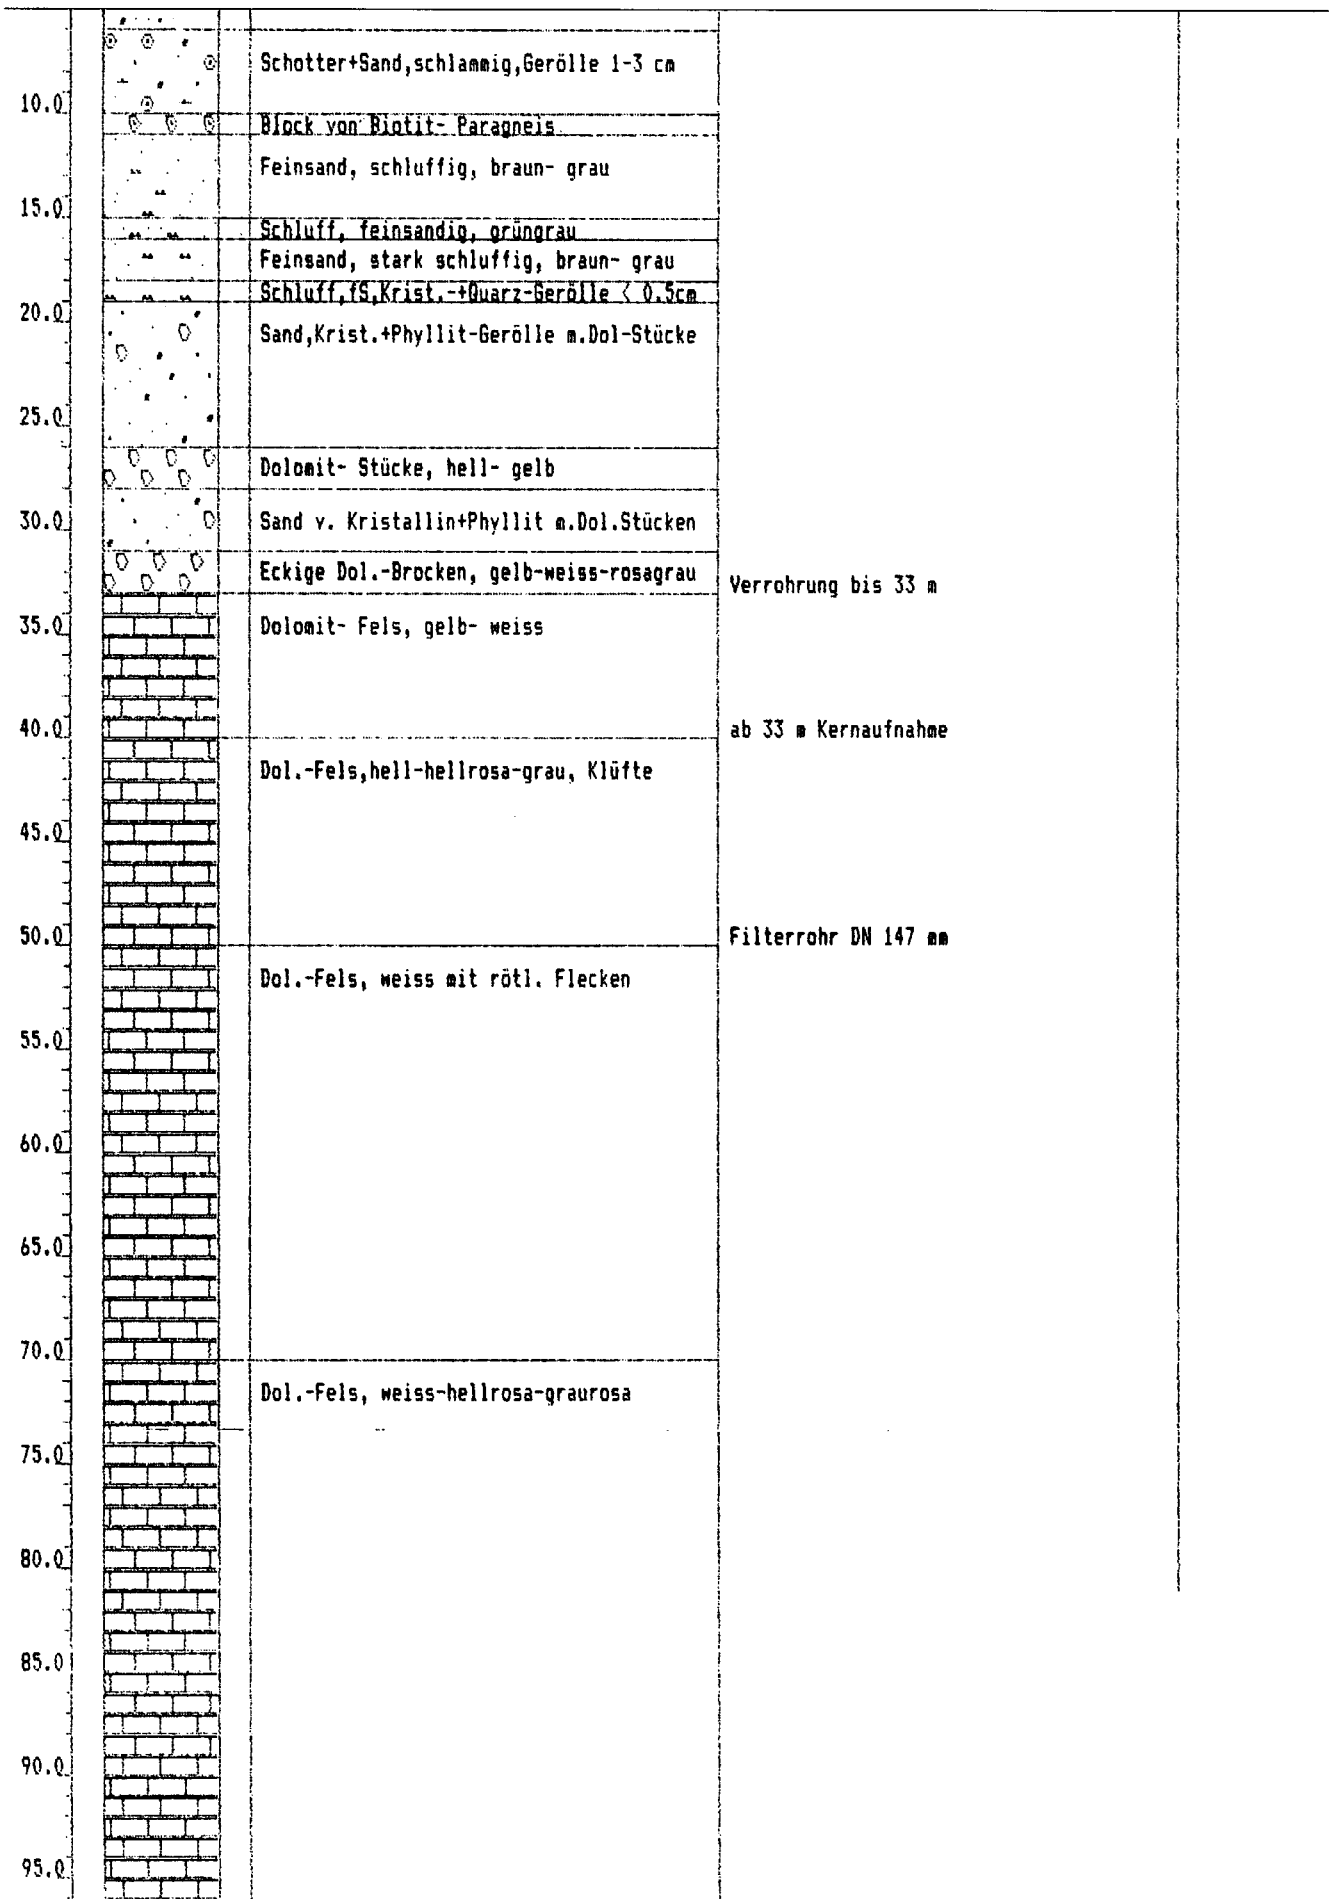 Schotter+Sand,schlammig,Gerölle 1-3 cm
10.0
Block von Biotit- Paragneis
Feinsand, schluffig, braun- grau
15.0
Schluff, feinsandig, grüngrau
Feinsand, stark schluffig, braun- grau
Schluff,fS,Krist.-+Quarz-Gerölle < 0.5cm
20.0
Sand,Krist.+Phyllit-Gerölle m.Dol-Stücke
25.0
Dolomit- Stücke, hell- gelb
30.0
Sand v. Kristallin+Phyllit m.Dol.Stücken
Eckige Dol.-Brocken, gelb-weiss-rosagrau
Verrohrung bis 33 m
35.0
Dolomit- Fels, gelb- weiss
40.0
ab 33 m Kernaufnahme
Dol.-Fels,hell-hellrosa-grau, Klüfte
45.0
50.0
Filterrohr DN 147 mm
Dol.-Fels, weiss mit rötl. Flecken
55.0
60.0
65.0
70.0
Dol.-Fels, weiss-hellrosa-graurosa
75.0
80.0
85.0
90.0
95.0